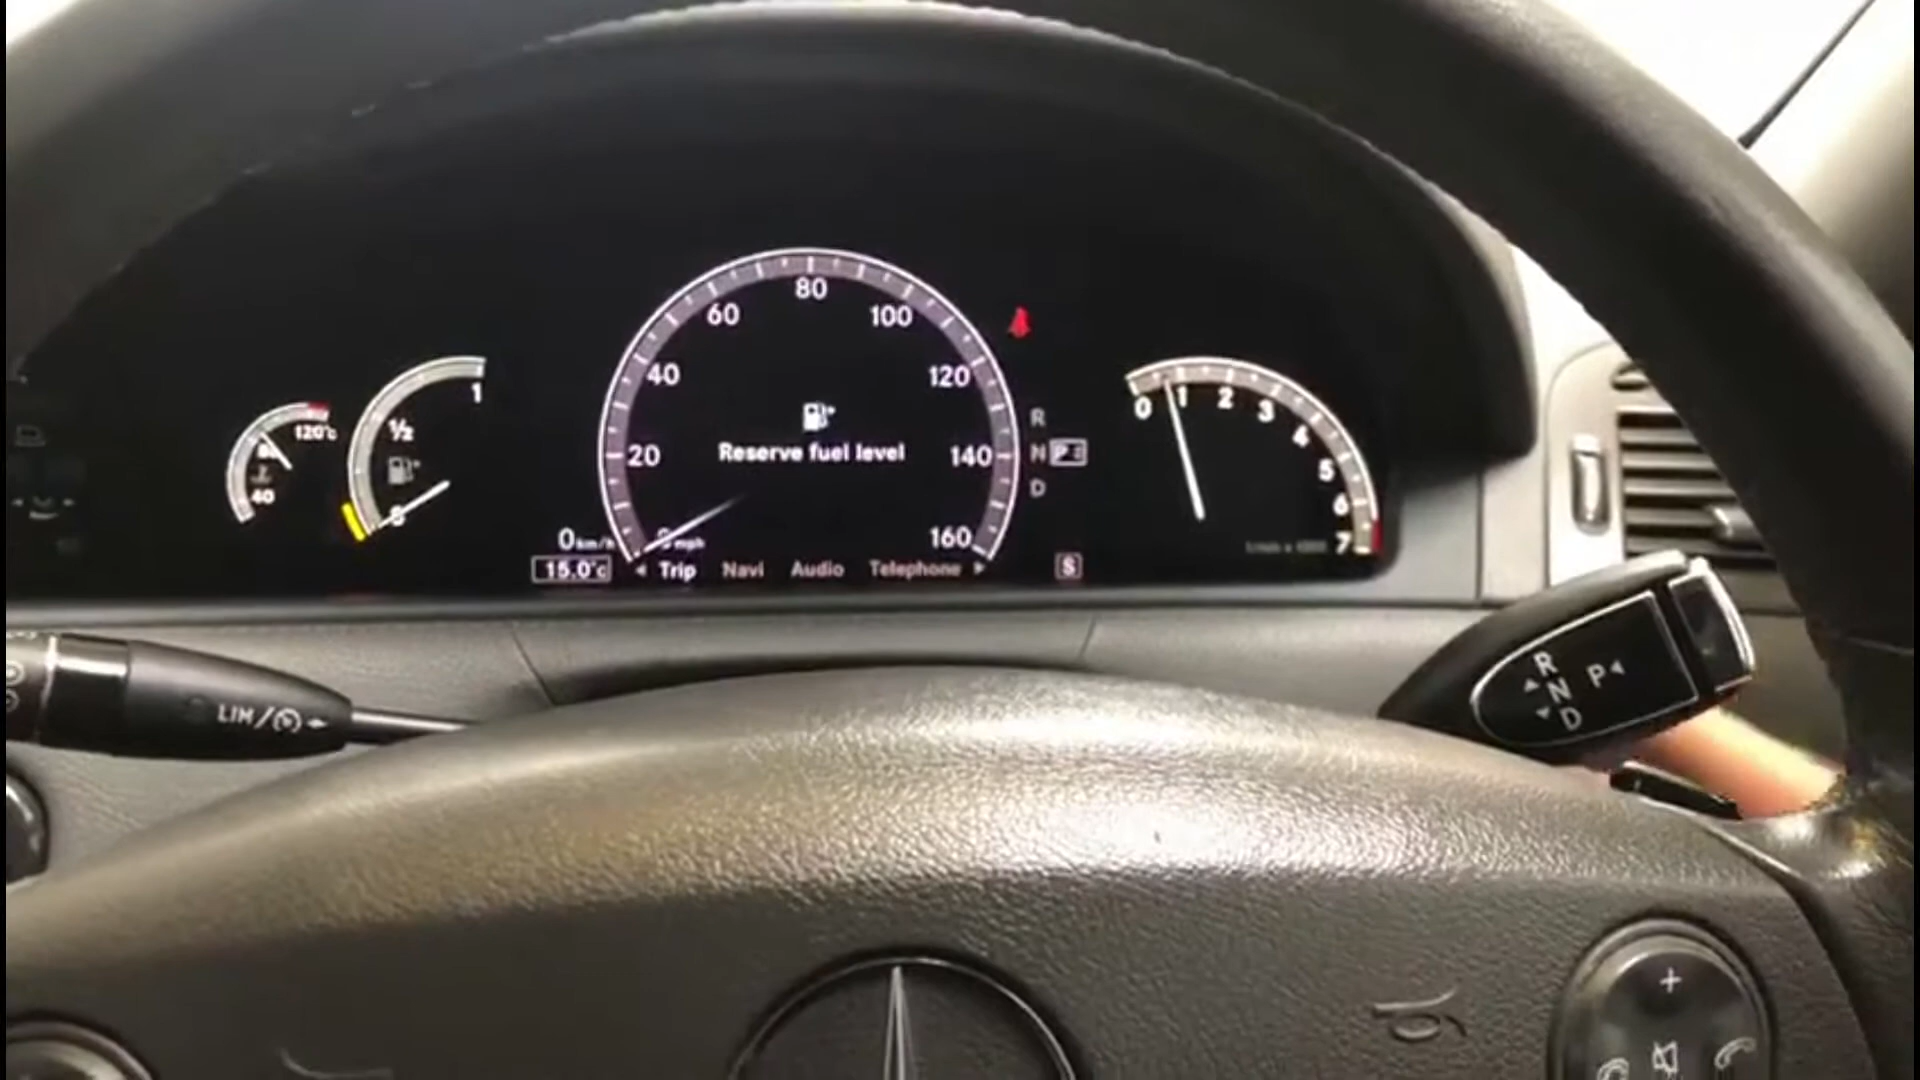 80
60
100
40
120
20
140
160
Reserve fuel level
120°c
40
1
½
0 km/h
mph
15.0°c
Trip Navi Audio Telephone
R
N P
D
S
0 1 2 3 4 5 6 7
LIM/
R
N P
D
+